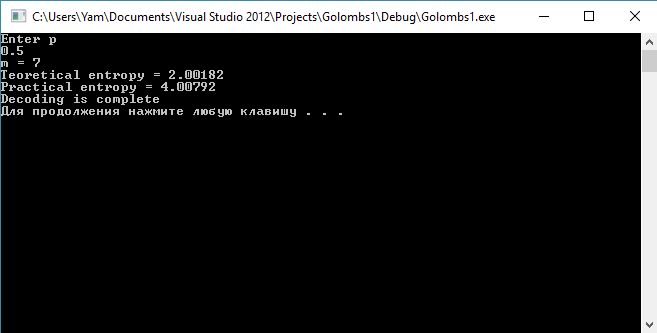 C:\Users\Yam\Documents\Visual Studio 2012\Projects\Golombs1\Debug\Golombs1.exe
Enter p
0.5
m = 7
Teoretical entropy = 2.00182
Practical entropy = 4.00792
Decoding is complete
Для продолжения нажмите любую клавишу . . .